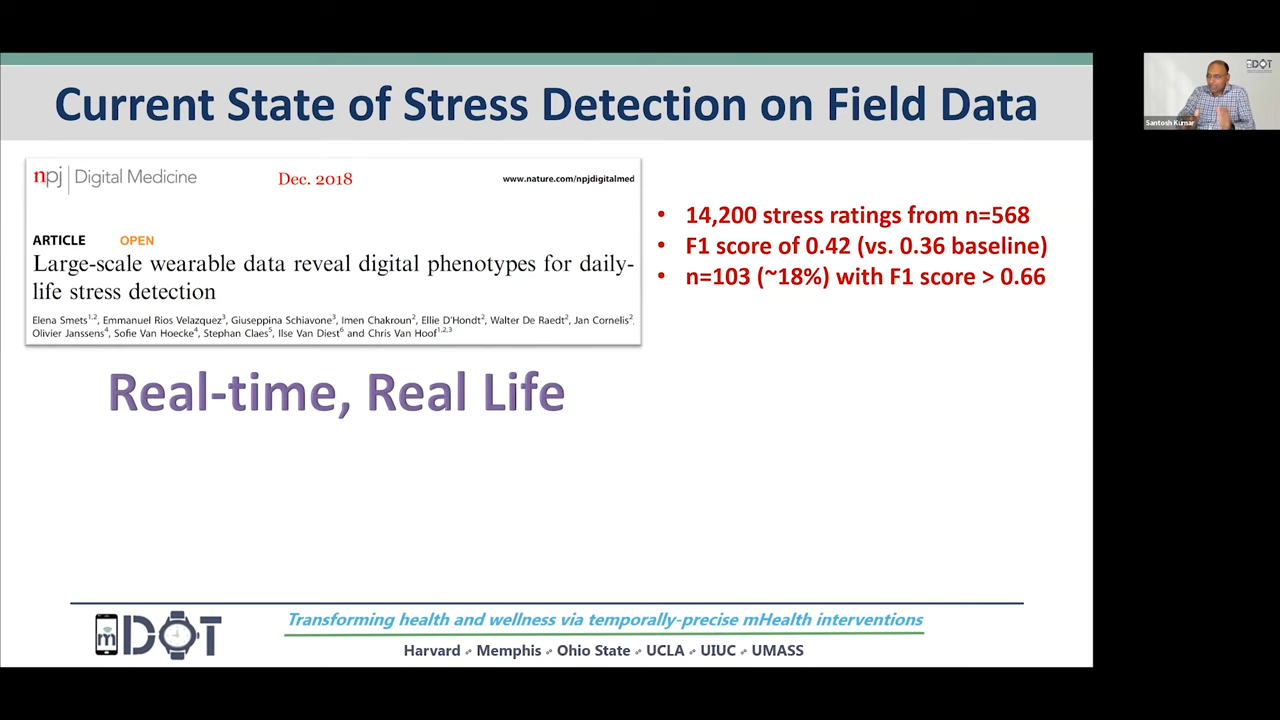 Current State of Stress Detection on Field Data
npj | Digital Medicine
Dec. 2018
www.nature.com/npjdigitalmed
ARTICLE OPEN
Large-scale wearable data reveal digital phenotypes for daily-
life stress detection
Elena Smets1,2, Emmanuel Rios Velazquez3, Giuseppina Schiavone3, Imen Chakroun2, Ellie D'Hondt2, Walter De Raedt2, Jan Cornelis2,
Olivier Janssens4, Sofie Van Hoecke4, Stephan Claes5, Ilse Van Diest6 and Chris Van Hoof1,2,3
• 14,200 stress ratings from n=568
• F1 score of 0.42 (vs. 0.36 baseline)
• n=103 (~18%) with F1 score > 0.66
Real-time, Real Life
mDOT
Transforming health and wellness via temporally-precise mHealth interventions
Harvard Memphis Ohio State UCLA UIUC UMASS
mDOT
Santosh Kumar